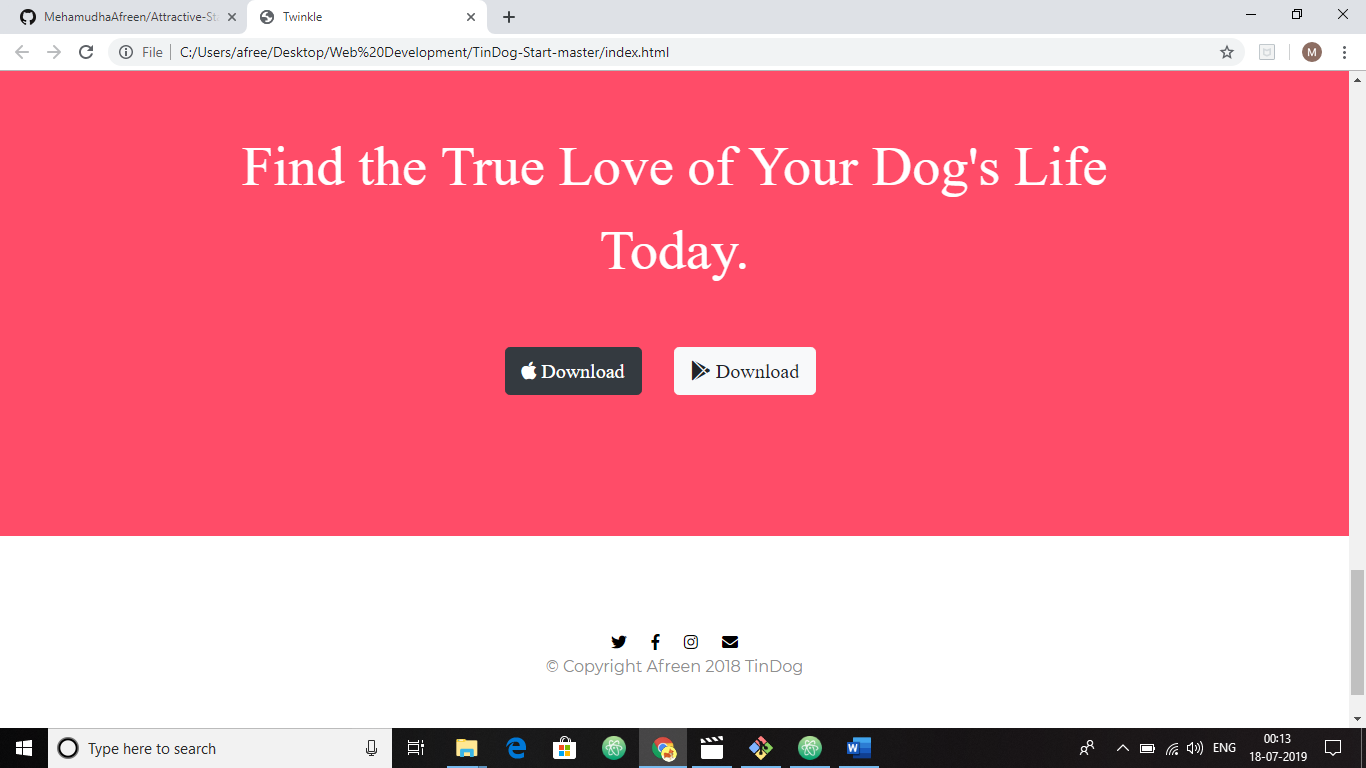 MehamudhaAfreen/Attractive-St
Twinkle
File
C:/Users/afree/Desktop/Web%20Development/TinDog-Start-master/index.html
M
Find the True Love of Your Dog's Life
Today.
Download
Download
© Copyright Afreen 2018 TinDog
Type here to search
ENG
00:13
18-07-2019